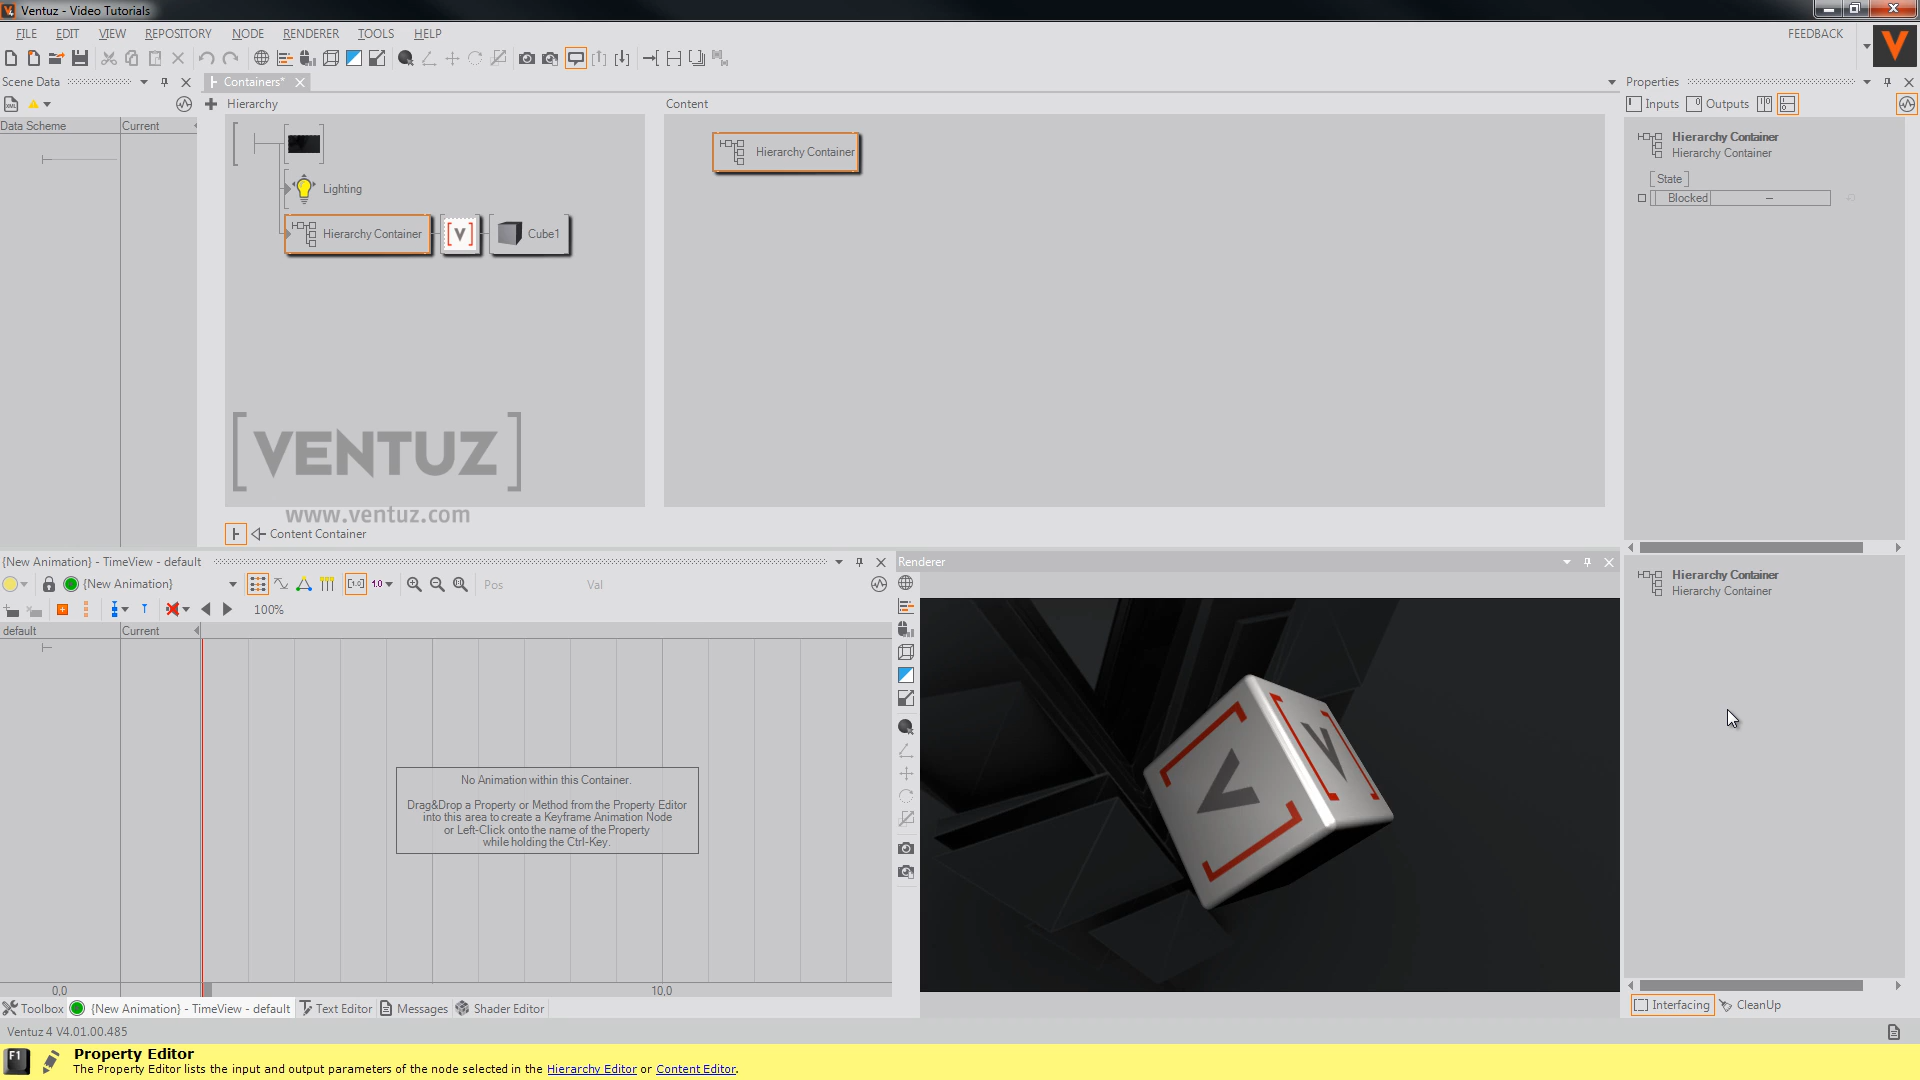 Ventuz - Video Tutorials
FILE EDIT VIEW REPOSITORY NODE RENDERER TOOLS HELP
FEEDBACK
V
Scene Data
Containers*
Properties
Hierarchy
Content
Inputs Outputs
Data Scheme Current
Lighting
Hierarchy Container
[V]
Cube1
Hierarchy Container
Hierarchy Container
Hierarchy Container
[State]
Blocked –
[VENTUZ]
www.ventuz.com
Content Container
{New Animation} - TimeView - default
Renderer
{New Animation}
[1.0] 1.0
Pos Val
100%
default Current
Hierarchy Container
Hierarchy Container
No Animation within this Container.
Drag&Drop a Property or Method from the Property Editor
into this area to create a Keyframe Animation Node
or Left-Click onto the name of the Property
while holding the Ctrl-Key.
[V]
[V]
0,0 10,0
Toolbox {New Animation} - TimeView - default Text Editor Messages Shader Editor
Interfacing CleanUp
Ventuz 4 V4.01.00.485
F1
Property Editor
The Property Editor lists the input and output parameters of the node selected in the Hierarchy Editor or Content Editor.